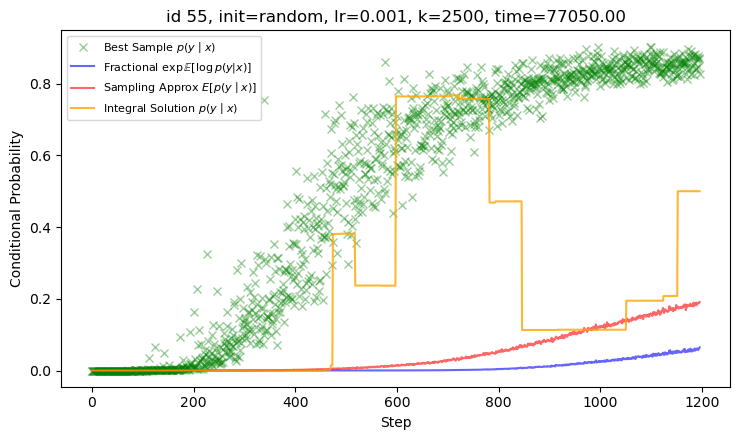 id 55, init=random, lr=0.001, k=2500, time=77050.00
Best Sample p(y | x)
Fractional exp𝔼[log p(y|x)]
Sampling Approx E[p(y | x)]
Integral Solution p(y | x)
Conditional Probability
0.8
0.6
0.4
0.2
0.0
0 200 400 600 800 1000 1200
Step